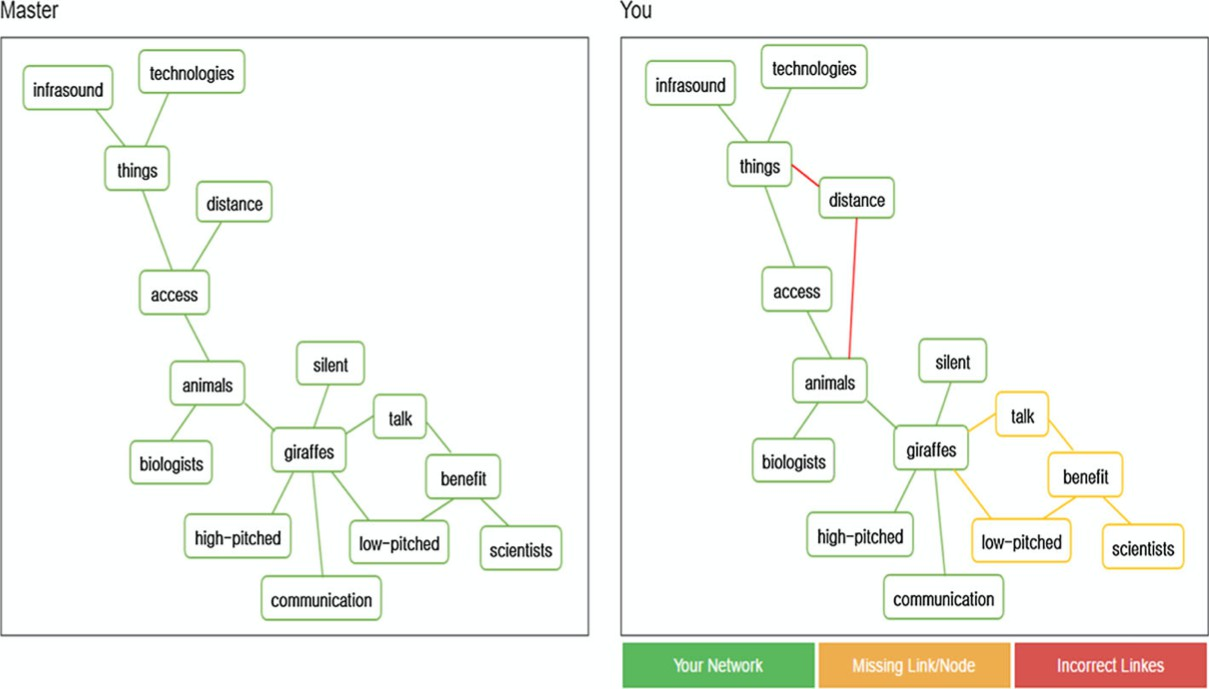 Master
infrasound
technologies
things
distance
access
silent
animals
talk
giraffes
biologists
benefit
high-pitched
low-pitched
scientists
communication
You
infrasound
technologies
things
distance
access
silent
animals
talk
giraffes
biologists
benefit
high-pitched
low-pitched
scientists
communication
Your Network
Missing Link/Node
Incorrect Linkes